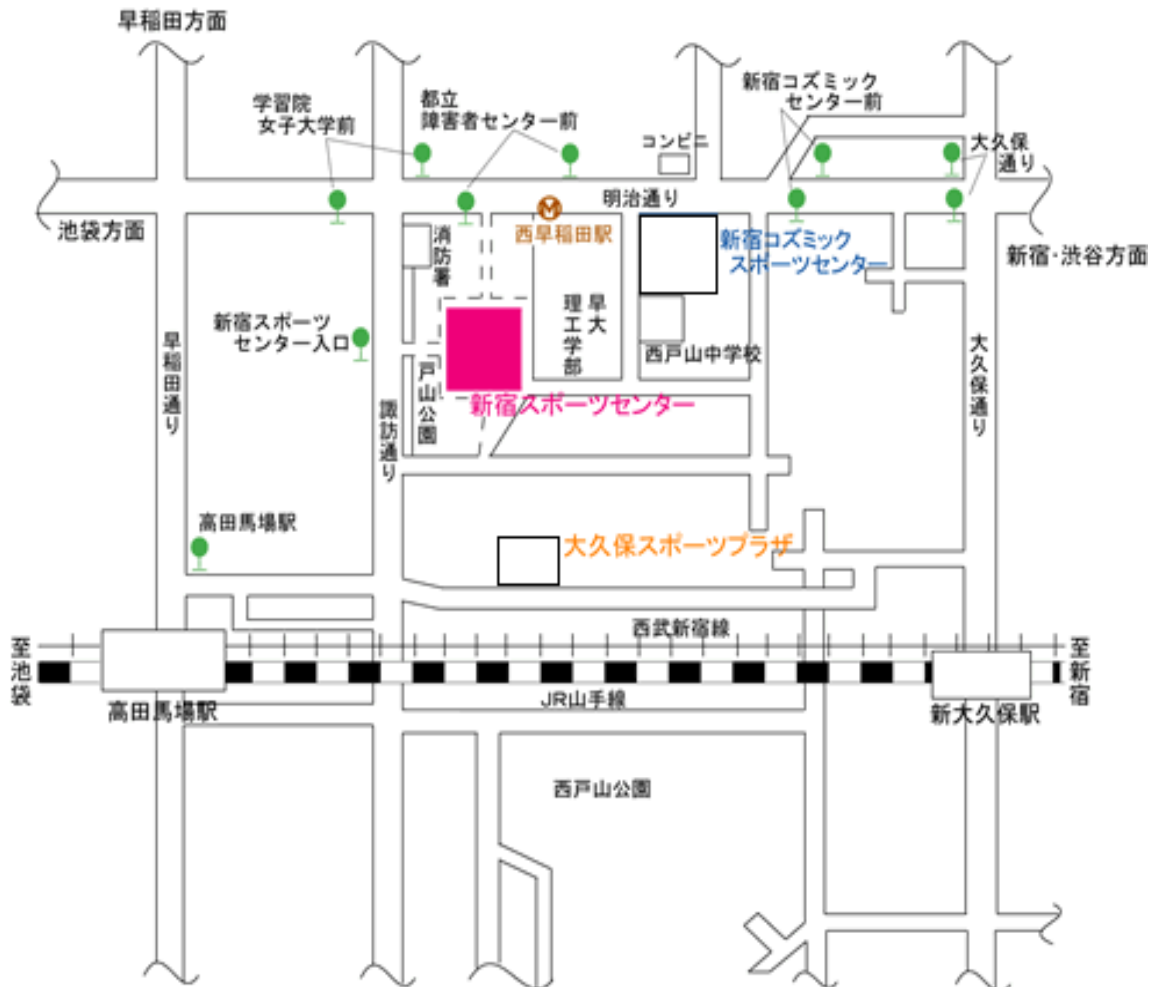 早稲田方面
学習院
女子大学前
都立
障害者センター前
コンビニ
新宿コズミック
センター前
大久保
通り
明治通り
池袋方面
西早稲田駅
消防署
新宿コズミック
スポーツセンター
新宿・渋谷方面
早大
理工学部
新宿スポーツ
センター入口
早稲田通り
戸山公園
西戸山中学校
大久保通り
諏訪通り
新宿スポーツセンター
高田馬場駅
大久保スポーツプラザ
西武新宿線
至池袋
至新宿
JR山手線
高田馬場駅
新大久保駅
西戸山公園